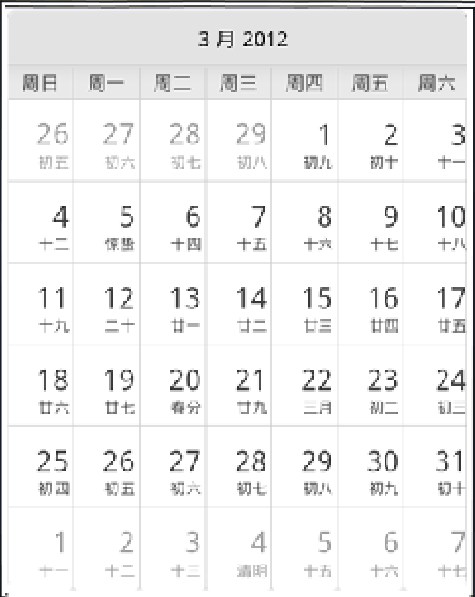 3 月 2012
周日 周一 周二 周三 周四 周五 周六
26 27 28 29 1 2 3
初五 初六 初七 初八 初九 初十 十一
4 5 6 7 8 9 10
十二 惊蛰 十四 十五 十六 十七 十八
11 12 13 14 15 16 17
十九 二十 廿一 廿二 廿三 廿四 廿五
18 19 20 21 22 23 24
廿六 廿七 春分 廿九 三月 初二 初三
25 26 27 28 29 30 31
初四 初五 初六 初七 初八 初九 初十
1 2 3 4 5 6 7
十一 十二 十三 清明 十五 十六 十七